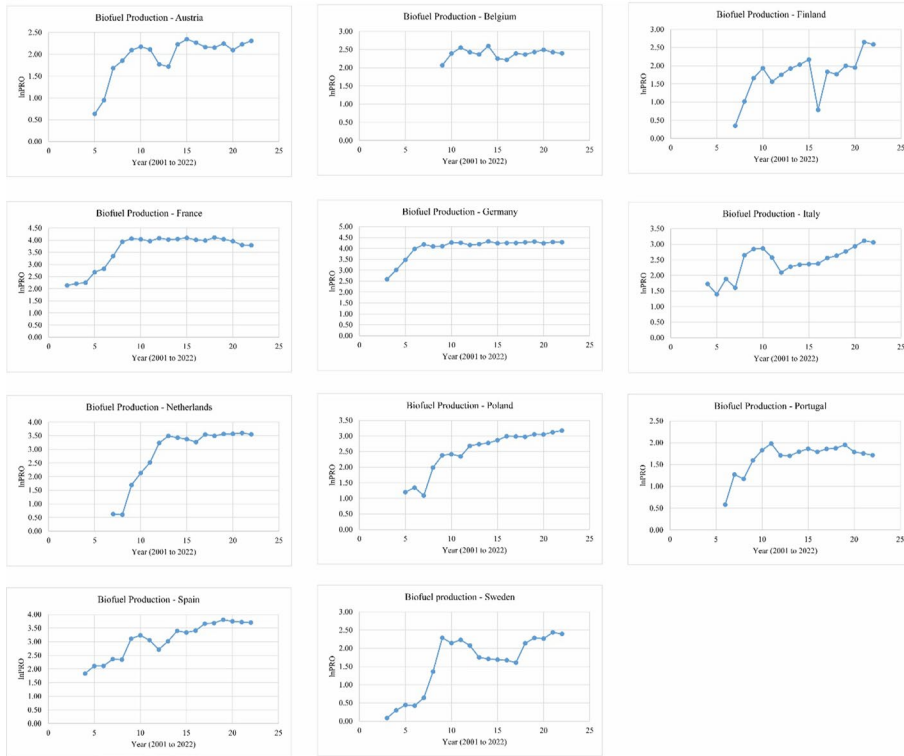 Biofuel Production - Austria
lnPRO
2.50
2.00
1.50
1.00
0.50
0.00
0 5 10 15 20 25
Year (2001 to 2022)
Biofuel Production - Belgium
lnPRO
3.00
2.50
2.00
1.50
1.00
0.50
0.00
0 5 10 15 20 25
Year (2001 to 2022)
Biofuel Production - Finland
lnPRO
3.00
2.50
2.00
1.50
1.00
0.50
0.00
0 5 10 15 20 25
Year (2001 to 2022)
Biofuel Production - France
lnPRO
4.50
4.00
3.50
3.00
2.50
2.00
1.50
1.00
0.50
0.00
0 5 10 15 20 25
Year (2001 to 2022)
Biofuel Production - Germany
lnPRO
5.00
4.50
4.00
3.50
3.00
2.50
2.00
1.50
1.00
0.50
0.00
0 5 10 15 20 25
Year (2001 to 2022)
Biofuel Production - Italy
lnPRO
3.50
3.00
2.50
2.00
1.50
1.00
0.50
0.00
0 5 10 15 20 25
Year (2001 to 2022)
Biofuel Production - Netherlands
lnPRO
4.00
3.50
3.00
2.50
2.00
1.50
1.00
0.50
0.00
0 5 10 15 20 25
Year (2001 to 2022)
Biofuel Production - Poland
lnPRO
3.50
3.00
2.50
2.00
1.50
1.00
0.50
0.00
0 5 10 15 20 25
Year (2001 to 2022)
Biofuel Production - Portugal
lnPRO
2.50
2.00
1.50
1.00
0.50
0.00
0 5 10 15 20 25
Year (2001 to 2022)
Biofuel Production - Spain
lnPRO
4.00
3.50
3.00
2.50
2.00
1.50
1.00
0.50
0.00
0 5 10 15 20 25
Year (2001 to 2022)
Biofuel production - Sweden
lnPRO
3.00
2.50
2.00
1.50
1.00
0.50
0.00
0 5 10 15 20 25
Year (2001 to 2022)